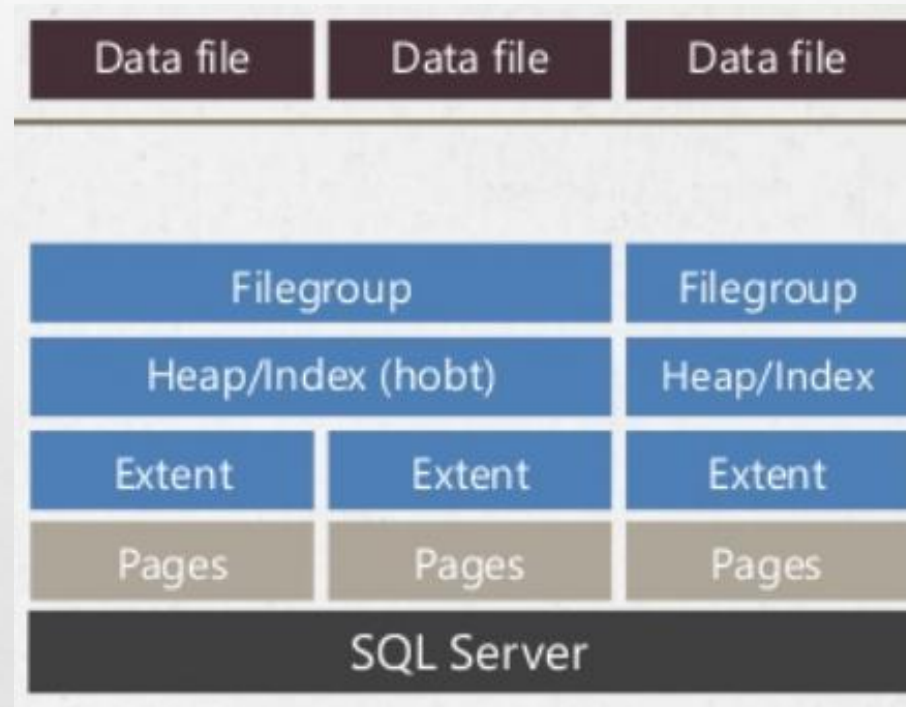 Data file Data file Data file
Filegroup Filegroup
Heap/Index (hobt) Heap/Index
Extent Extent Extent
Pages Pages Pages
SQL Server